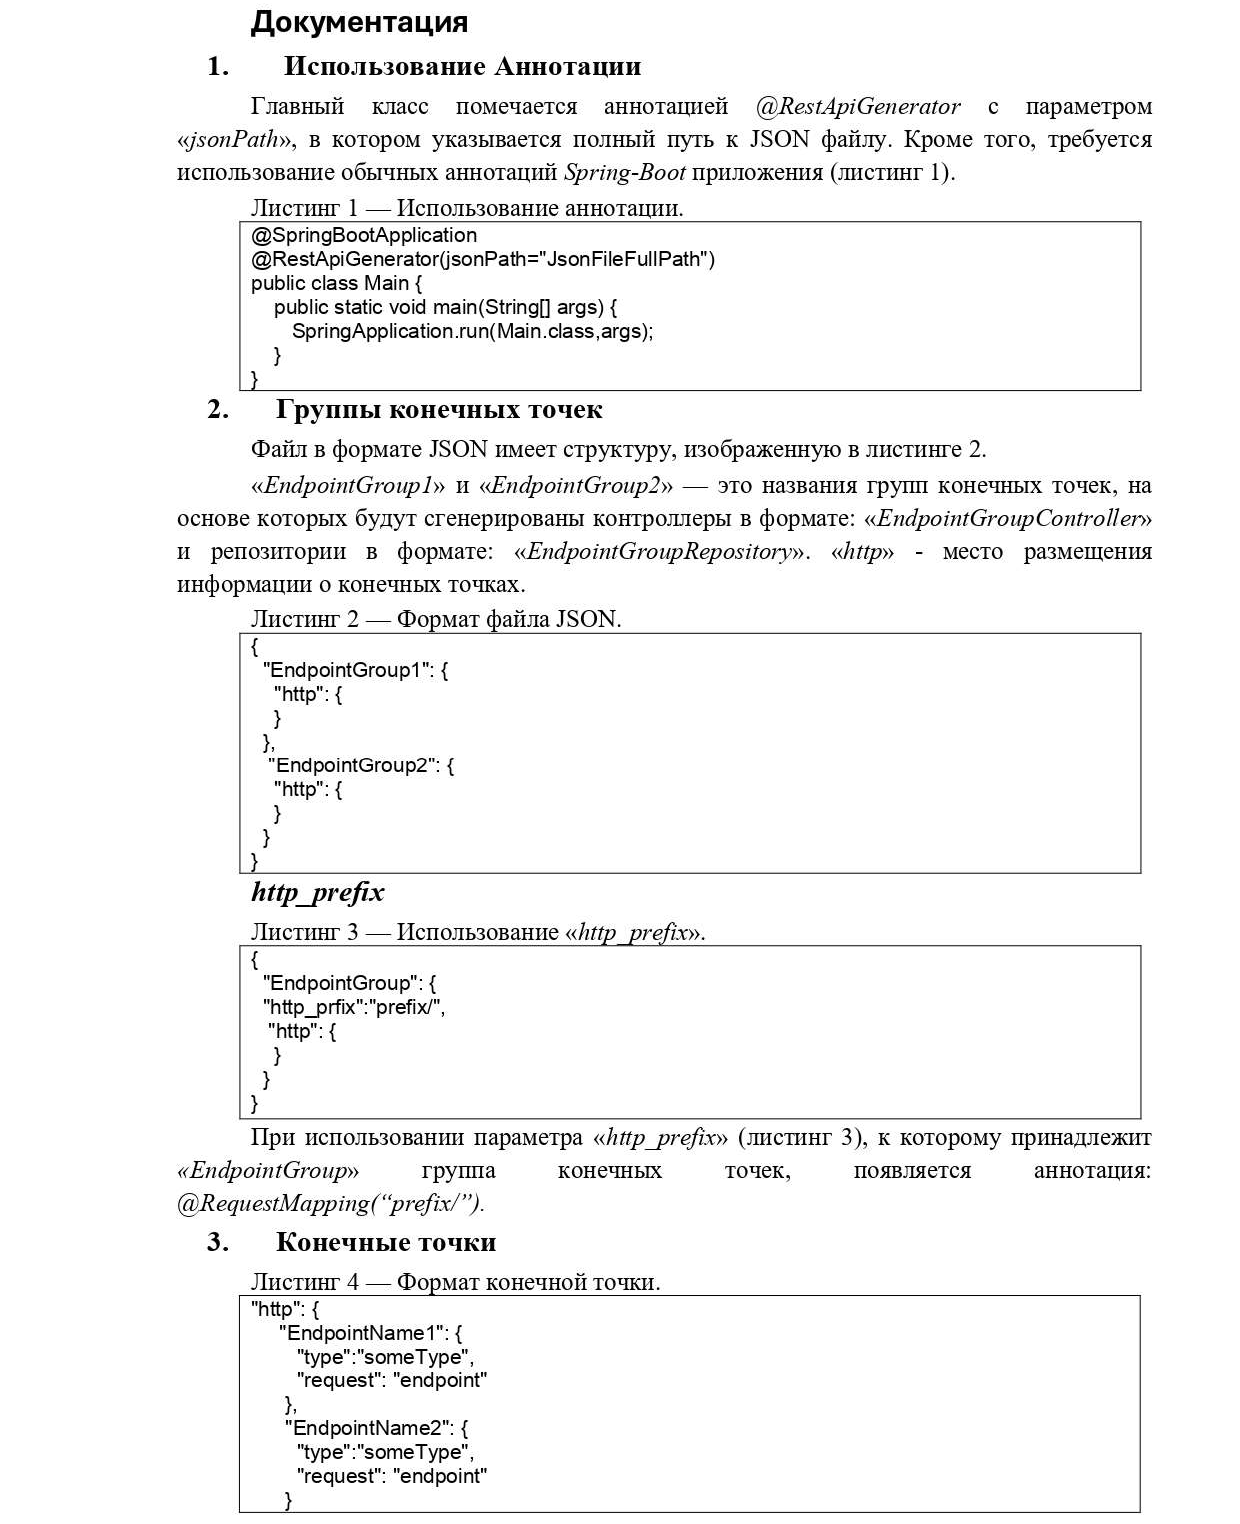 Документация
1. Использование Аннотации
Главный класс помечается аннотацией @RestApiGenerator с параметром
«jsonPath», в котором указывается полный путь к JSON файлу. Кроме того, требуется
использование обычных аннотаций Spring-Boot приложения (листинг 1).
Листинг 1 — Использование аннотации.
@SpringBootApplication
@RestApiGenerator(jsonPath="JsonFileFullPath")
public class Main {
public static void main(String[] args) {
SpringApplication.run(Main.class,args);
}
}
2. Группы конечных точек
Файл в формате JSON имеет структуру, изображенную в листинге 2.
«EndpointGroup1» и «EndpointGroup2» — это названия групп конечных точек, на
основе которых будут сгенерированы контроллеры в формате: «EndpointGroupController»
и репозитории в формате: «EndpointGroupRepository». «http» - место размещения
информации о конечных точках.
Листинг 2 — Формат файла JSON.
{
"EndpointGroup1": {
"http": {
}
},
"EndpointGroup2": {
"http": {
}
}
}
http_prefix
Листинг 3 — Использование «http_prefix».
{
"EndpointGroup": {
"http_prfix":"prefix/",
"http": {
}
}
}
При использовании параметра «http_prefix» (листинг 3), к которому принадлежит
«EndpointGroup» группа конечных точек, появляется аннотация:
@RequestMapping(“prefix/”).
3. Конечные точки
Листинг 4 — Формат конечной точки.
"http": {
"EndpointName1": {
"type":"someType",
"request": "endpoint"
},
"EndpointName2": {
"type":"someType",
"request": "endpoint"
}